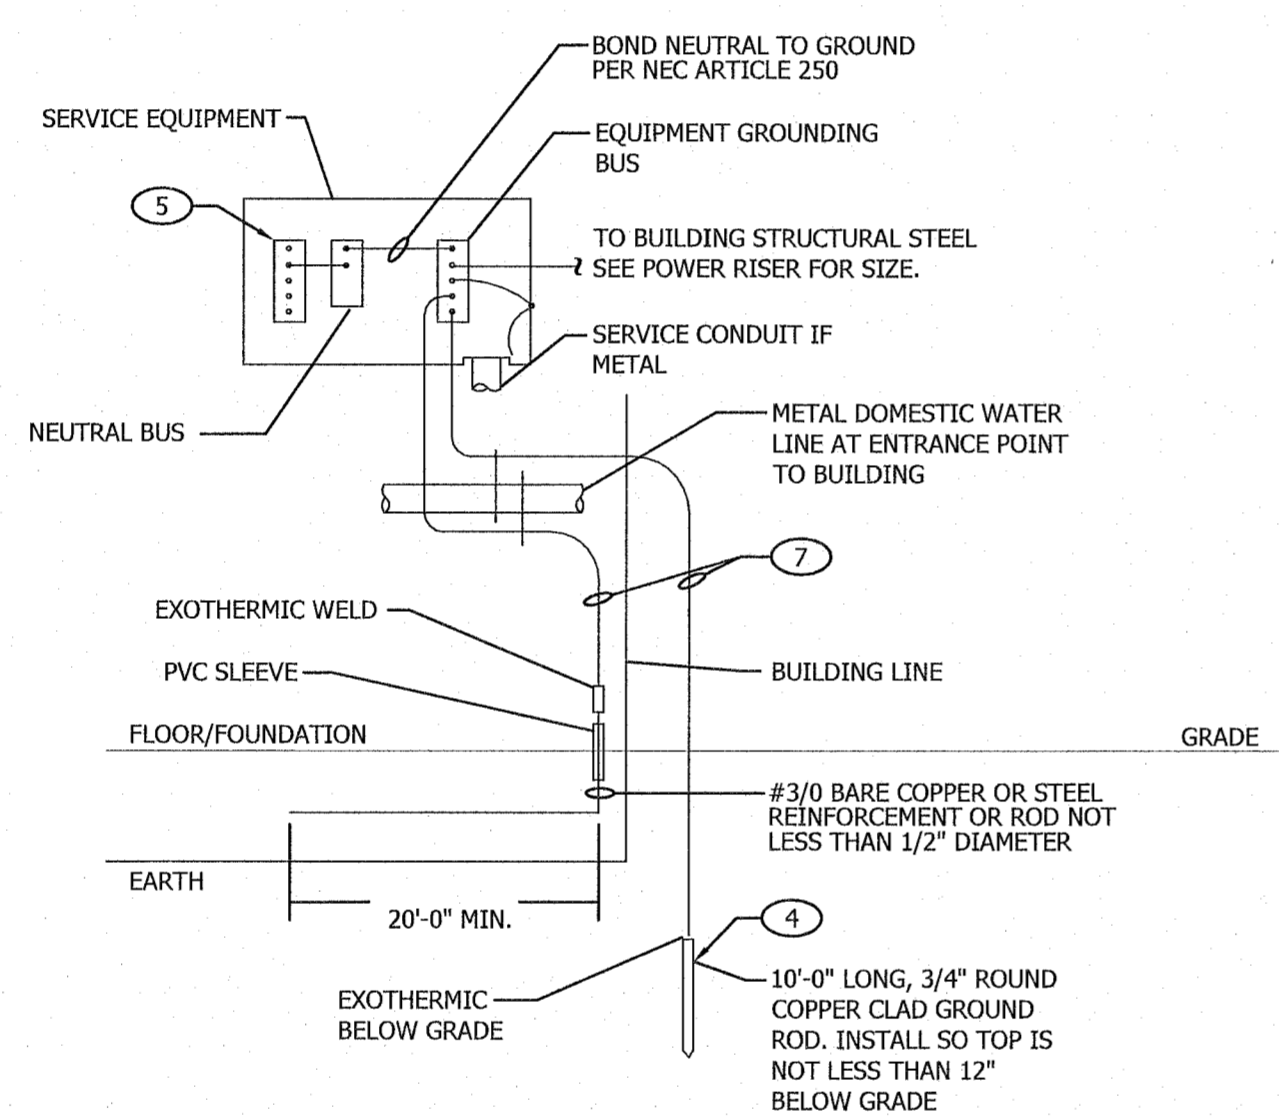 BOND NEUTRAL TO GROUND
PER NEC ARTICLE 250
SERVICE EQUIPMENT
EQUIPMENT GROUNDING
BUS
5
TO BUILDING STRUCTURAL STEEL
SEE POWER RISER FOR SIZE.
SERVICE CONDUIT IF
METAL
NEUTRAL BUS
METAL DOMESTIC WATER
LINE AT ENTRANCE POINT
TO BUILDING
7
EXOTHERMIC WELD
PVC SLEEVE
BUILDING LINE
FLOOR/FOUNDATION
GRADE
#3/0 BARE COPPER OR STEEL
REINFORCEMENT OR ROD NOT
LESS THAN 1/2" DIAMETER
EARTH
20'-0" MIN.
4
EXOTHERMIC
BELOW GRADE
10'-0" LONG, 3/4" ROUND
COPPER CLAD GROUND
ROD. INSTALL SO TOP IS
NOT LESS THAN 12"
BELOW GRADE